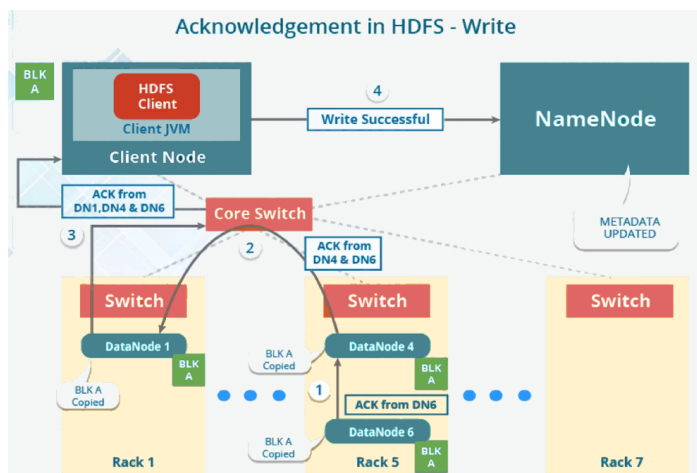 Acknowledgement in HDFS - Write
BLK
A
HDFS
Client
Client JVM
Client Node
4
Write Successful
NameNode
METADATA
UPDATED
ACK from
DN1,DN4 & DN6
3
Core Switch
2
ACK from
DN4 & DN6
Switch
DataNode 1
BLK
A
BLK A
Copied
Rack 1
Switch
DataNode 4
BLK A
Copied
BLK
A
1
ACK from DN6
DataNode 6
BLK A
Copied
BLK
A
Rack 5
Switch
Rack 7